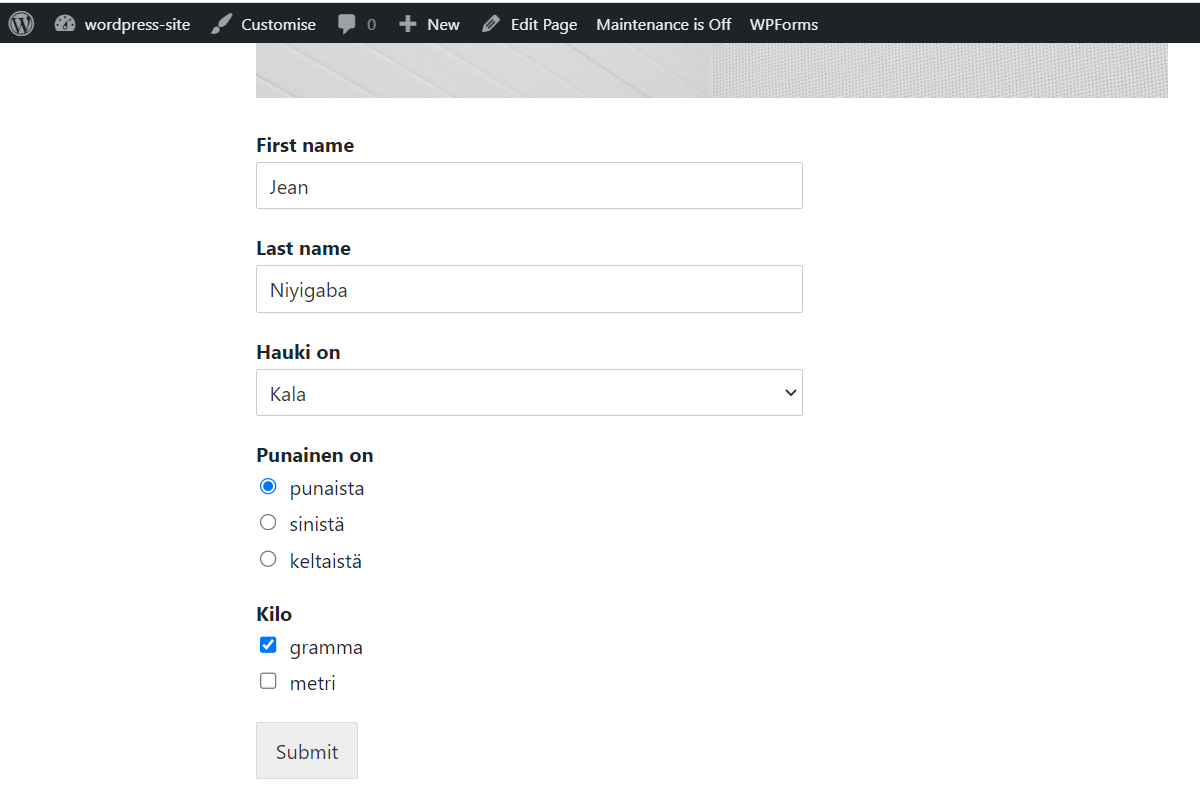 wordpress-site Customise 0 New Edit Page Maintenance is Off WPForms
First name
Jean
Last name
Niyigaba
Hauki on
Kala
Punainen on
punaista
sinistä
keltaistä
Kilo
gramma
metri
Submit